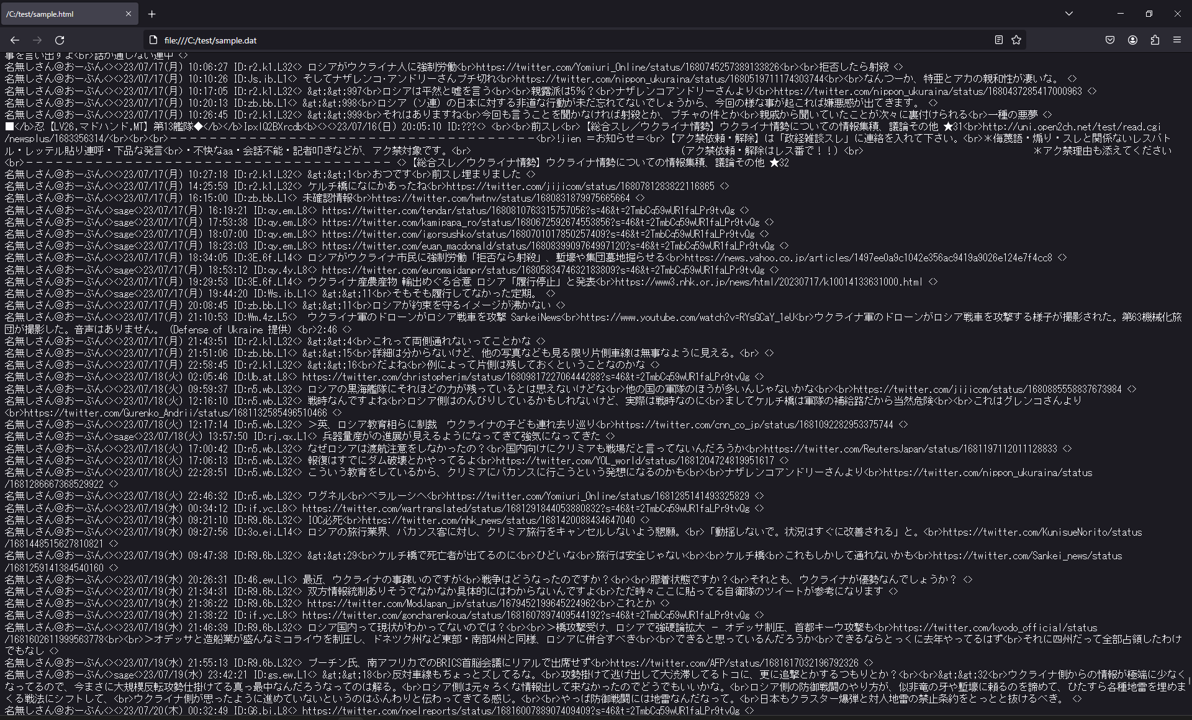 /C:/test/sample.html
file:///C:/test/sample.dat
事を言い出すよ<br>話が通じない連中 <>
名無しさん@おーぷん<><>23/07/17(月) 10:06:27 ID:r2.k1.L32<> ロシアがウクライナ人に強制労働<br>https://twitter.com/Yomiuri_Online/status/1680745257389133826<br><br>拒否したら射殺 <>
名無しさん@おーぷん<><>23/07/17(月) 10:10:26 ID:Js.ib.L1<> そしてナザレンコ・アンドリーさんブチ切れ<br>https://twitter.com/nippon_ukuraina/status/1680519711174303744<br><br>なんつーか、特亜とアカの親和性が凄いな。 <>
名無しさん@おーぷん<><>23/07/17(月) 10:17:05 ID:zb.bb.L1<> &gt;&gt;997<br>ロシアは平然と嘘を言う<br><br>親露派は5%?<br>ナザレンコアンドリーさんより<br>https://twitter.com/nippon_ukuraina/status/1680437285417000963 <>
名無しさん@おーぷん<><>23/07/17(月) 10:20:13 ID:zb.bb.L1<> &gt;&gt;998<br>ロシア(ソ連)の日本に対する非道な行動が未だ忘れてないでしょうから、今回の様な事が起これば嫌悪感が出てきます。 <>
名無しさん@おーぷん<><>23/07/17(月) 10:26:45 ID:r2.k1.L32<> &gt;&gt;999<br>それはありますね<br>今回も言うことを聞かなければ射殺とか、ブチャの件とか<br>親戚から聞いていたことが次々に裏付けられる<br>一種の悪夢
■</b>忍【LV26,マドハンド,MT】第13艦隊◆</b>lpxIQ2BXrcdb<b><><>23/07/16(日) 20:05:10 ID:???<> <br><br>前スレ<br>【総合スレ/ウクライナ情勢】ウクライナ情勢についての情報集積、議論その他 ★31<br>http://uni.open2ch.net/test/read.cgi
/newsplus/1683356314/<br><br><br>－－－－－－－－－－－－－－－－－－－－－－－－－－－－－－－－－－<br>!jien =お知らせ=<br>【アク禁依頼・解除】は「政経雑談スレ」に連絡を入れて下さい。<br>＊侮蔑語・煽り・スレと関係ないレスバト
ル・レッテル貼り連呼・下品な発言<br>・不快なaa・会話不能・記者叩きなどが、アク禁対象です。<br> (アク禁依頼・解除はレス番で!!)<br> ＊アク禁理由も添えてください
<br>－－－－－－－－－－－－－－－－－－－－－－－－－－－－－－－－－－ <>【総合スレ/ウクライナ情勢】ウクライナ情勢についての情報集積、議論その他 ★32
名無しさん@おーぷん<><>23/07/17(月) 10:27:18 ID:r2.k1.L32<> &gt;&gt;1<br>おつです<br>前スレ埋まりました <>
名無しさん@おーぷん<><>23/07/17(月) 14:25:59 ID:r2.k1.L32<> ケルチ橋になにかあったね<br>https://twitter.com/jijicom/status/1680781283822116865 <>
名無しさん@おーぷん<><>23/07/17(月) 16:15:00 ID:zb.bb.L1<> 未確認情報<br>https://twitter.com/hwtnv/status/1680831879975665664 <>
名無しさん@おーぷん<>sage<>23/07/17(月) 16:19:21 ID:qy.em.L8<> https://twitter.com/tendar/status/1680810763315757056?s=46&t=2TmbCq59wUR1faLPr9tvQg <>
名無しさん@おーぷん<>sage<>23/07/17(月) 17:53:38 ID:qy.em.L8<> https://twitter.com/kamipapa_ro/status/1680672592674553856?s=46&t=2TmbCq59wUR1faLPr9tvQg <>
名無しさん@おーぷん<>sage<>23/07/17(月) 18:07:00 ID:qy.em.L8<> https://twitter.com/igorsushko/status/1680701017850257409?s=46&t=2TmbCq59wUR1faLPr9tvQg <>
名無しさん@おーぷん<>sage<>23/07/17(月) 18:23:03 ID:qy.em.L8<> https://twitter.com/euan_macdonald/status/1680839909764997120?s=46&t=2TmbCq59wUR1faLPr9tvQg <>
名無しさん@おーぷん<><>23/07/17(月) 18:34:05 ID:3E.6f.L14<> ロシアがウクライナ市民に強制労働「拒否なら射殺」、塹壕や集団墓地掘らせる<br>https://news.yahoo.co.jp/articles/1497ee0a9c1042e356ac9419a9026e124e7f4cc8 <>
名無しさん@おーぷん<>sage<>23/07/17(月) 18:53:12 ID:qy.4y.L8<> https://twitter.com/euromaidanpr/status/1680583474632183809?s=46&t=2TmbCq59wUR1faLPr9tvQg <>
名無しさん@おーぷん<><>23/07/17(月) 19:29:53 ID:3E.6f.L14<> ウクライナ産農産物 輸出めぐる合意 ロシア「履行停止」と発表<br>https://www3.nhk.or.jp/news/html/20230717/k10014133631000.html <>
名無しさん@おーぷん<>sage<>23/07/17(月) 19:44:20 ID:Ws.ib.L1<> &gt;&gt;11<br>そもそも履行してなかった定期。 <>
名無しさん@おーぷん<><>23/07/17(月) 20:08:45 ID:zb.bb.L1<> &gt;&gt;11<br>ロシアが約束を守るイメージが沸かない <>
名無しさん@おーぷん<><>23/07/17(月) 21:10:53 ID:Wm.4z.L5<> ウクライナ軍のドローンがロシア戦車を攻撃 SankeiNews<br>https://www.youtube.com/watch?v=RYsGCaY_1eU<br>ウクライナ軍のドローンがロシア戦車を攻撃する様子が撮影された。第63機械化旅
団が撮影した。音声はありません。 (Defense of Ukraine 提供) <br>2:46 <>
名無しさん@おーぷん<><>23/07/17(月) 21:43:51 ID:r2.k1.L32<> &gt;&gt;4<br>これって両側通れないってことかな <>
名無しさん@おーぷん<><>23/07/17(月) 21:51:06 ID:zb.bb.L1<> &gt;&gt;15<br>詳細は分からないけど、他の写真なども見る限り片側車線は無事なように見える。<br> <>
名無しさん@おーぷん<><>23/07/17(月) 22:58:45 ID:r2.k1.L32<> &gt;&gt;16<br>だよね<br>例によって片側は残しておくということなのかな <>
名無しさん@おーぷん<><>23/07/18(火) 02:05:46 ID:Lb.at.L8<> https://twitter.com/christopherjm/status/1680981722706444288?s=46&t=2TmbCq59wUR1faLPr9tvQg <>
名無しさん@おーぷん<><>23/07/18(火) 08:59:37 ID:r5.wb.L32<> ロシアの黒海艦隊にそれほどの力が残っているとは思えないけどな<br>他の国の軍隊のほうが多いんじゃないかな<br><br>https://twitter.com/jijicom/status/1680885558837673984 <>
名無しさん@おーぷん<><>23/07/18(火) 12:16:10 ID:r5.wb.L32<> 戦時なんですよね<br>ロシア側はのんびりしているかもしれないけど、実際は戦時なのに<br>ましてケルチ橋は軍隊の補給路だから当然危険<br><br>これはグレンコさんより
<br>https://twitter.com/Gurenko_Andrii/status/1681132585496510466 <>
名無しさん@おーぷん<><>23/07/18(火) 12:17:14 ID:r5.wb.L32<> >英、ロシア教育相らに制裁　ウクライナの子ども連れ去り巡り<br>https://twitter.com/cnn_co_jp/status/1681092282953375744 <>
名無しさん@おーぷん<>sage<>23/07/18(火) 13:57:50 ID:rj.qx.L1<> 兵器量産がの進展が見えるようになってきて強気になってきた <>
名無しさん@おーぷん<><>23/07/18(火) 17:00:42 ID:r5.wb.L32<> なぜロシアは渡航注意をしなかったの？<br>国内向けにクリミアも戦場だと言ってないんだろうか<br>https://twitter.com/ReutersJapan/status/1681197112011128833 <>
名無しさん@おーぷん<><>23/07/18(火) 17:06:13 ID:r5.wb.L32<> 報復はすでにダム破壊とかやってるよ<br>https://twitter.com/YOL_world/status/1681204724819951617 <>
名無しさん@おーぷん<><>23/07/18(火) 22:28:51 ID:r5.wb.L32<> こういう教育をしているから、クリミアにバカンスに行こうという発想になるのかも<br><br>ナザレンコアンドリーさんより<br>https://twitter.com/nippon_ukuraina/status
/1681286667368529922 <>
名無しさん@おーぷん<><>23/07/18(火) 22:46:32 ID:r5.wb.L32<> ワグネル<br>ベラルーシへ<br>https://twitter.com/Yomiuri_Online/status/1681285141493325829 <>
名無しさん@おーぷん<><>23/07/19(水) 00:34:12 ID:if.yc.L8<> https://twitter.com/wartranslated/status/1681291844053880832?s=46&t=2TmbCq59wUR1faLPr9tvQg <>
名無しさん@おーぷん<><>23/07/19(水) 09:21:10 ID:R9.6b.L32<> IOC必死<br>https://twitter.com/nhk_news/status/1681420088434647040 <>
名無しさん@おーぷん<><>23/07/19(水) 09:27:56 ID:3o.ei.L14<> ロシアの旅行業界、バカンス客に対し、クリミア旅行をキャンセルしないよう懇願。<br>「動揺しないで。状況はすぐに改善される」と。<br>https://twitter.com/KunisueNorito/status
/1681448515627810821 <>
名無しさん@おーぷん<><>23/07/19(水) 09:47:38 ID:R9.6b.L32<> &gt;&gt;29<br>ケルチ橋で死亡者が出てるのに<br>ひどいな<br>旅行は安全じゃない<br><br>ケルチ橋<br>これもしかして通れないかも<br>https://twitter.com/Sankei_news/status
/1681259141384540160 <>
名無しさん@おーぷん<><>23/07/19(水) 20:26:31 ID:46.ew.L1<> 最近、ウクライナの事疎いのですが<br>戦争はどうなったのですか？<br><br>膠着状態ですか？<br>それとも、ウクライナが優勢なんでしょうか？ <>
名無しさん@おーぷん<><>23/07/19(水) 21:34:31 ID:R9.6b.L32<> 双方情報統制ありそうでなかなか具体的にはわからないんですよね<br>ただ時々ここに貼ってる自衛隊のツイートが参考になります <>
名無しさん@おーぷん<><>23/07/19(水) 21:36:22 ID:R9.6b.L32<> https://twitter.com/ModJapan_jp/status/1679452199645224962<br>これとか <>
名無しさん@おーぷん<><>23/07/19(水) 21:38:22 ID:if.yc.L8<> https://twitter.com/goncharenkoua/status/1681607897409544192?s=46&t=2TmbCq59wUR1faLPr9tvQg <>
名無しさん@おーぷん<><>23/07/19(水) 21:46:39 ID:R9.6b.L32<> ロシア国内って現状がわかってないのでは？<br>>橋攻撃受け、ロシアで強硬論拡大 － オデッサ制圧、首都キーウ攻撃も<br>https://twitter.com/kyodo_official/status
/1681602611999563778<br><br>>オデッサと造船業が盛んなミコライウを制圧し、ドネツク州など東部・南部4州と同様、ロシアに併合すべき<br><br>できると思っているんだろうか<br>できるならとっくに去年やってるはず<br>それに四州だって全部占領したわけ
でもなし <>
名無しさん@おーぷん<><>23/07/19(水) 21:55:13 ID:R9.6b.L32<> プーチン氏、南アフリカでのBRICS首脳会議にリアルで出席せず<br>https://twitter.com/AFP/status/1681617032196792326 <>
名無しさん@おーぷん<>sage<>23/07/19(水) 23:42:21 ID:gs.ew.L1<> &gt;&gt;18<br>反対車線もちょっとズレてるな。<br>攻勢掛けて逃げ出して大渋滞してるトコに、更に追撃とかするつもりとか？<br><br>&gt;&gt;32<br>ウクライナ側からの情報が極端に少なく
なってるので、今まさに大規模反転攻勢仕掛けてる真っ最中なんだろうなってのは解る。<br>ロシア側は元々ろくな情報出して来なかったのでどうでもいいかな。<br>ロシア側の防御戦闘のやり方が、似非竜の牙や塹壕に頼るのを諦めて、ひたすら各種地雷を埋めま
くる戦法にシフトして、<br>ウクライナ側が思ったように進めていないというのはふんわりと伝わってきてる感じ。<br><br>やっぱ防御戦闘には地雷なんだなって。<br>日本もクラスター爆弾と対人地雷の禁止条約をとっとと抜けるべき。 <>
名無しさん@おーぷん<><>23/07/20(木) 00:32:49 ID:G8.bi.L8<> https://twitter.com/noelreports/status/1681600788907409409?s=46&t=2TmbCq59wUR1faLPr9tvQg <>